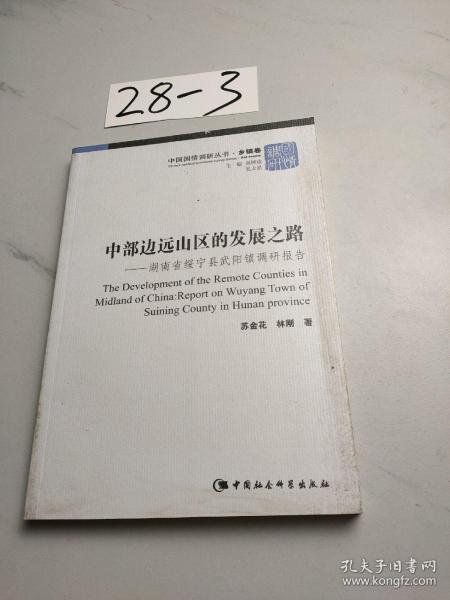 28-3
中国国情调研丛书·乡镇卷
主编
中部边远山区的发展之路
——湖南省绥宁县武阳镇调研报告
The Development of the Remote Counties in
Midland of China:Report on Wuyang Town of
Suining County in Hunan province
苏金花 林刚 著
中国社会科学出版社
孔夫子旧书网
www.kongfz.com